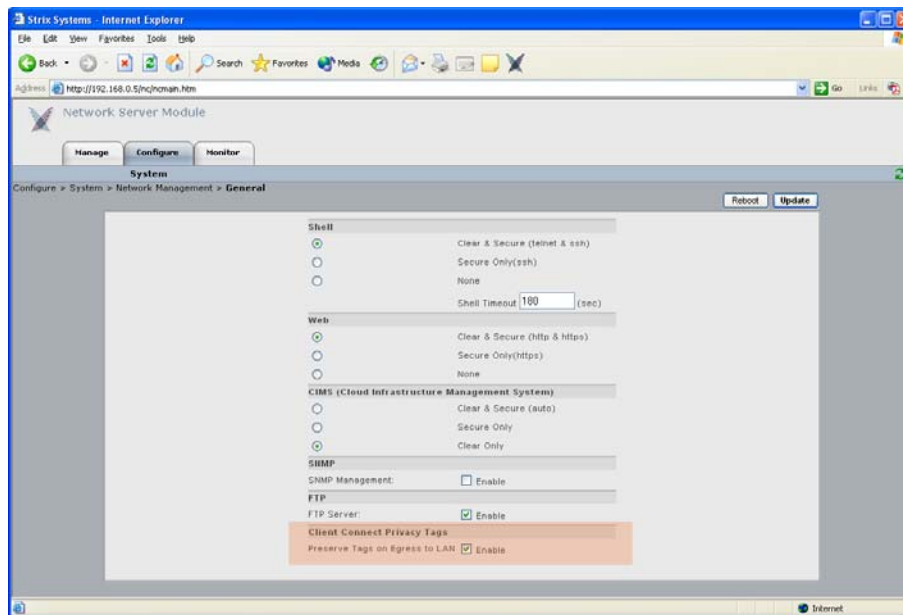 Strix Systems - Internet Explorer
File Edit View Favorites Tools Help
Back Search Favorites Media
Address http://192.168.0.5/nc/ncmain.htm Go Links
Network Server Module
Manage Configure Monitor
System
Configure > System > Network Management > General
Reboot Update
Shell
Clear & Secure (telnet & ssh)
Secure Only(ssh)
None
Shell Timeout 180 (sec)
Web
Clear & Secure (http & https)
Secure Only(https)
None
CIMS (Cloud Infrastructure Management System)
Clear & Secure (auto)
Secure Only
Clear Only
SNMP
SNMP Management: Enable
FTP
FTP Server: Enable
Client Connect Privacy Tags
Preserve Tags on Egress to LAN Enable
Internet